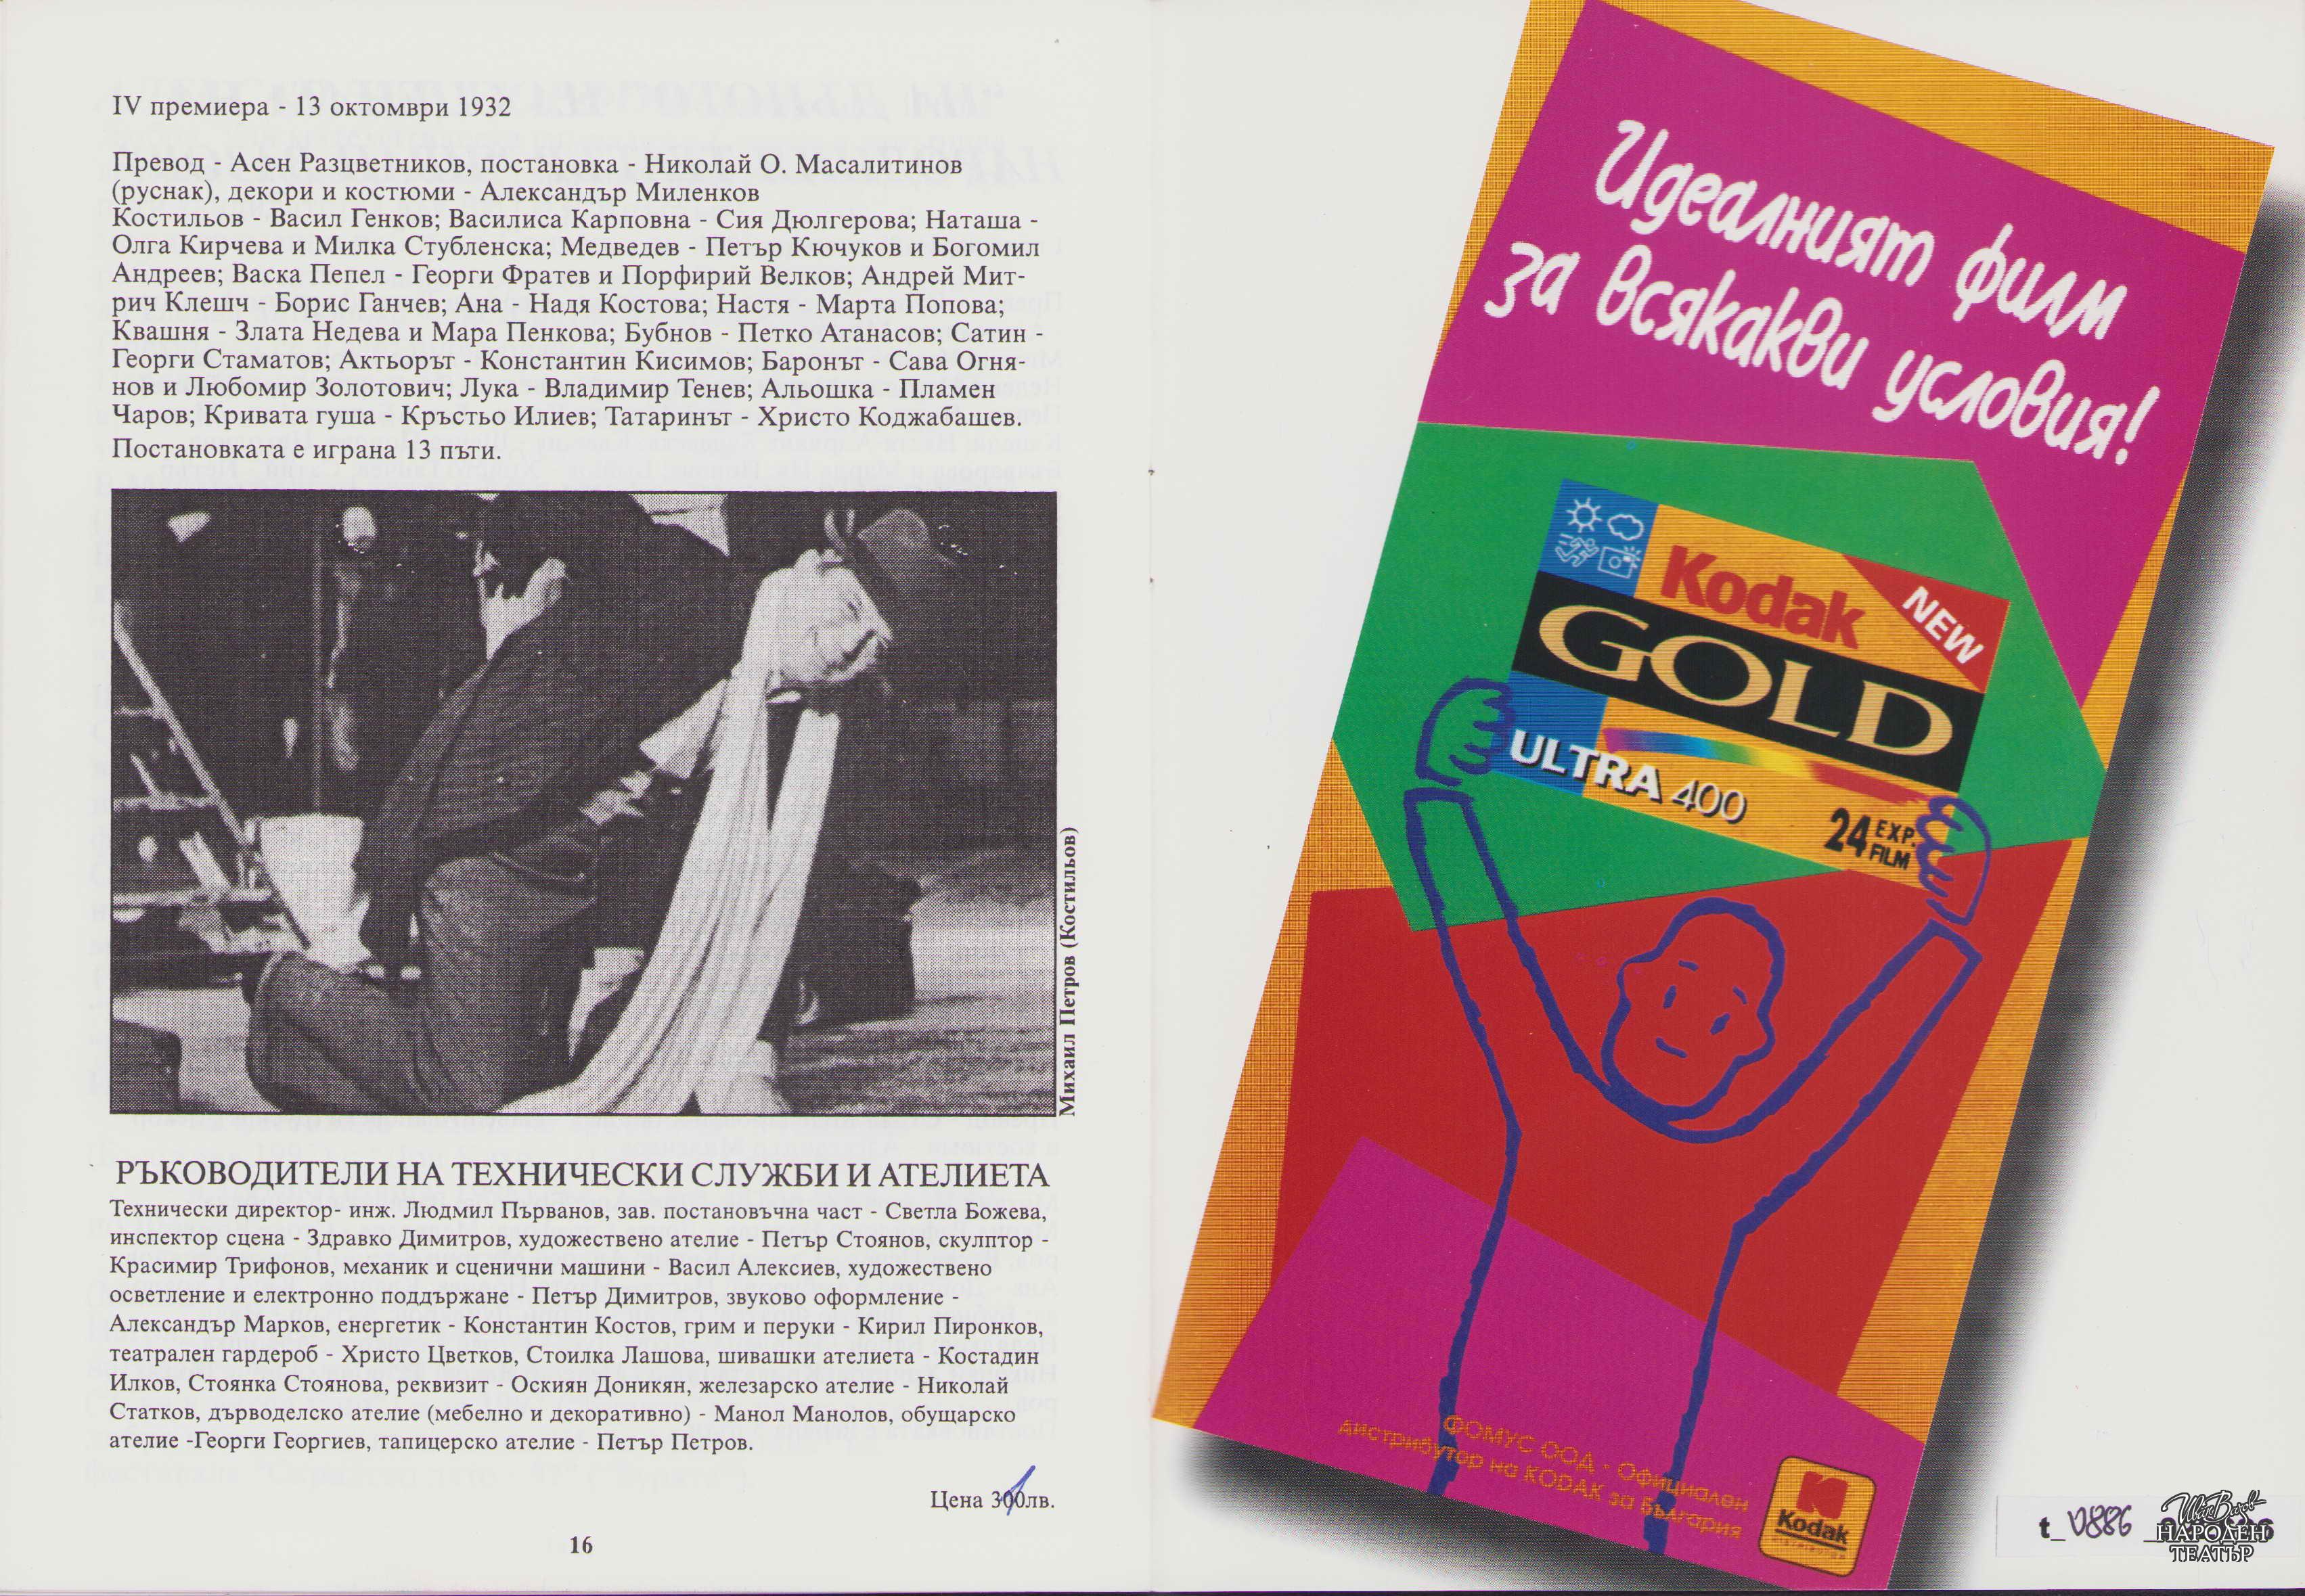 IV премиера - 13 октомври 1932
Превод - Асен Разцветников, постановка - Николай О. Масалитинов
(руснак), декори и костюми - Александър Миленков
Костильов - Васил Генков; Василиса Карповна - Сия Дюлгерова; Наташа -
Олга Кирчева и Милка Стубленска; Медведев - Петър Кючуков и Богомил
Андреев; Васка Пепел - Георги Фратев и Порфирий Велков; Андрей Мит-
рич Клешч - Борис Ганчев; Ана - Надя Костова; Настя - Марта Попова;
Квашня - Злата Недева и Мара Пенкова; Бубнов - Петко Атанасов; Сатин -
Георги Стаматов; Актьорът - Константин Кисимов; Баронът - Сава Огня-
нов и Любомир Золотович; Лука - Владимир Тенев; Альошка - Пламен
Чаров; Кривата гуша - Кръстьо Илиев; Татаринът - Христо Коджабашев.
Постановката е играна 13 пъти.
Михаил Петров (Костильов)
РЪКОВОДИТЕЛИ НА ТЕХНИЧЕСКИ СЛУЖБИ И АТЕЛИЕТА
Технически директор- инж. Людмил Първанов, зав. постановъчна част - Светла Божева,
инспектор сцена - Здравко Димитров, художествено ателие - Петър Стоянов, скулптор -
Красимир Трифонов, механик и сценични машини - Васил Алексиев, художествено
осветление и електронно поддържане - Петър Димитров, звуково оформление -
Александър Марков, енергетик - Константин Костов, грим и перуки - Кирил Пиронков,
театрален гардероб - Христо Цветков, Стоилка Лашова, шивашки ателиета - Костадин
Илков, Стоянка Стоянова, реквизит - Оскиян Доникян, железарско ателие - Николай
Статков, дърводелско ателие (мебелно и декоративно) - Манол Манолов, обущарско
ателие -Георги Георгиев, тапицерско ателие - Петър Петров.
Цена 300лв.
16
Идеалният филм
за всякакви условия!
Kodak
NEW
GOLD
ULTRA 400
24 EXP.
FILM
ФОМУС ООД - Официален
дистрибутор на KODAK за България
Kodak
DISTRIBUTOR
t_0886
Иван Вазов
НАРОДЕН
ТЕАТЪР